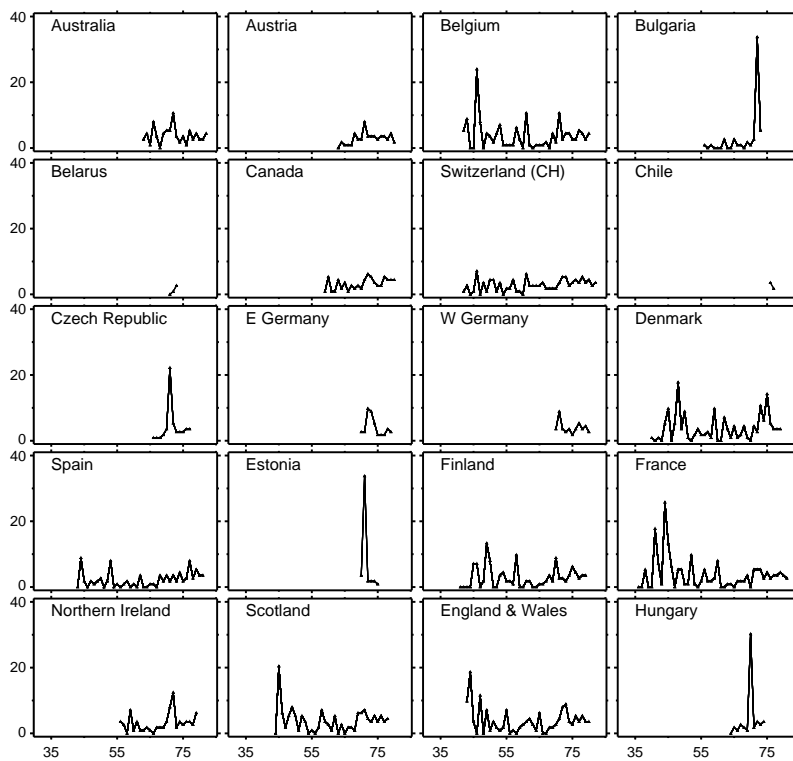 Australia Austria Belgium Bulgaria
40
20
0
Belarus Canada Switzerland (CH) Chile
40
20
0
Czech Republic E Germany W Germany Denmark
40
20
0
Spain Estonia Finland France
40
20
0
Northern Ireland Scotland England & Wales Hungary
40
20
0
35 55 75 35 55 75 35 55 75 35 55 75